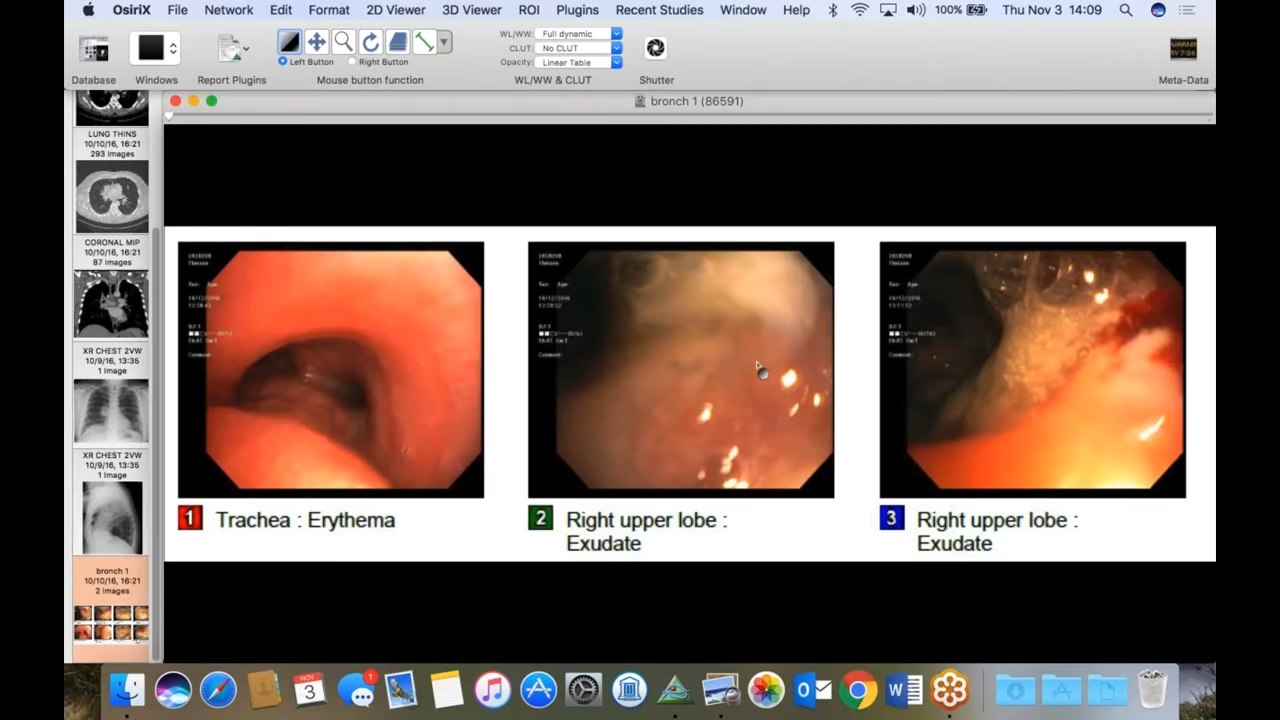 OsiriX File Network Edit Format 2D Viewer 3D Viewer ROI Plugins Recent Studies Window Help 100% Thu Nov 3 14:09
WL/WW: Full dynamic
CLUT: No CLUT
Opacity: Linear Table
Left Button Right Button
Database Windows Report Plugins Mouse button function WL/WW & CLUT Shutter Meta-Data
bronch 1 (86591)
LUNG THINS
10/10/16, 16:21
293 Images
CORONAL MIP
10/10/16, 16:21
87 Images
XR CHEST 2VW
10/9/16, 13:35
1 Image
XR CHEST 2VW
10/9/16, 13:35
1 Image
bronch 1
10/10/16, 16:21
2 Images
1 Trachea : Erythema
2 Right upper lobe :
Exudate
3 Right upper lobe :
Exudate
NOV
3
1